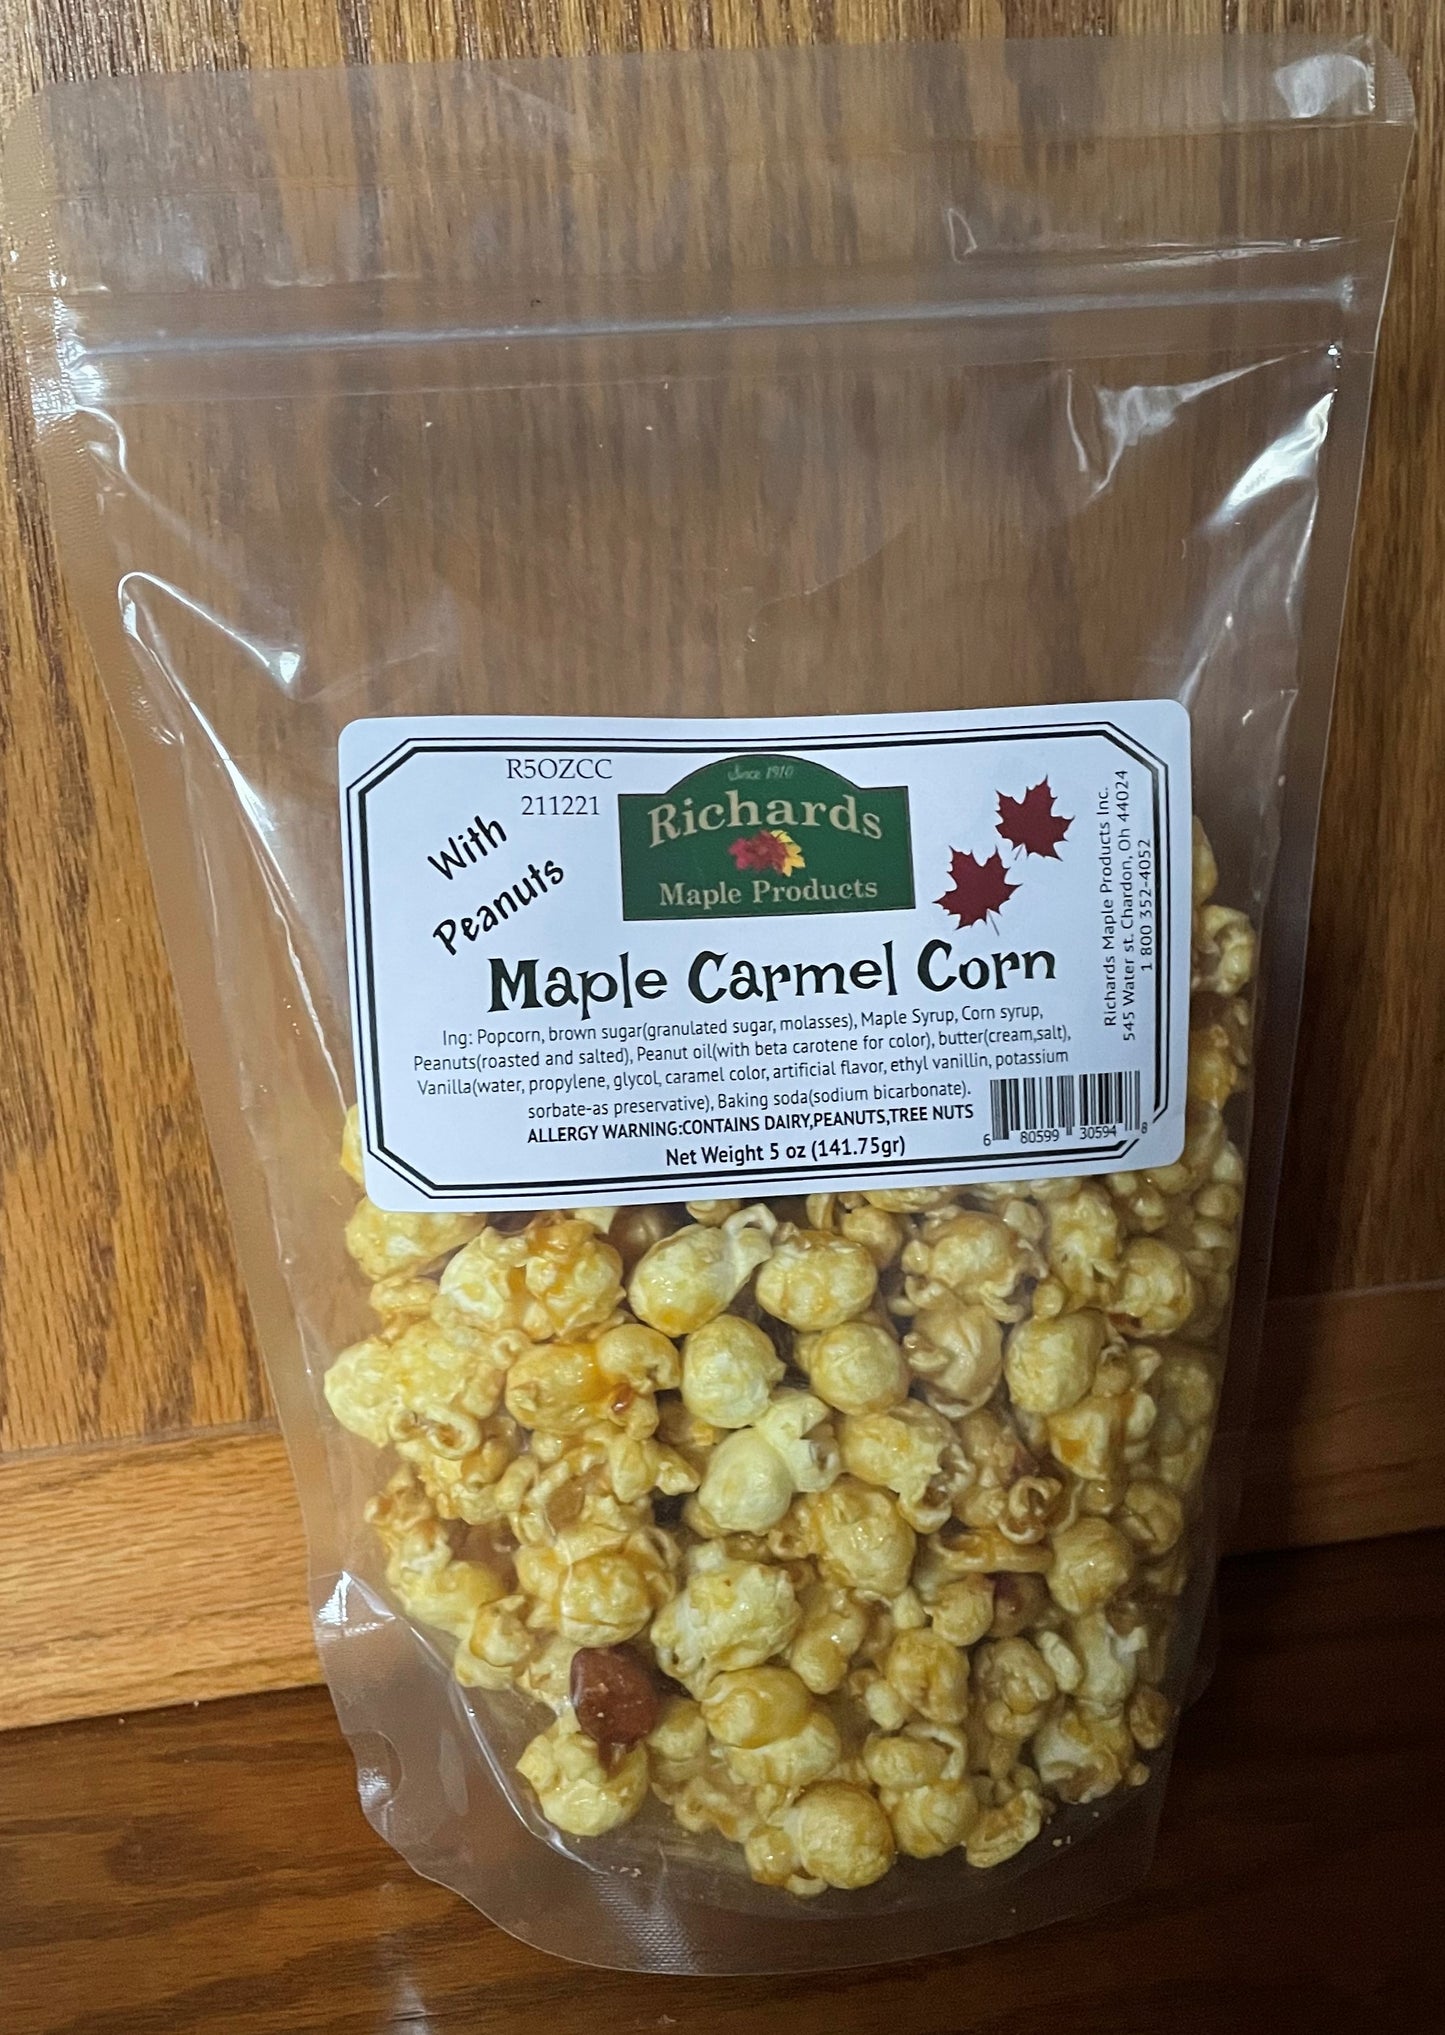 R5OZCC
211221
With
Peanuts
Since 1910
Richards
Maple Products
Maple Carmel Corn
Ing: Popcorn, brown sugar(granulated sugar, molasses), Maple Syrup, Corn syrup,
Peanuts(roasted and salted), Peanut oil(with beta carotene for color), butter(cream,salt),
Vanilla(water, propylene, glycol, caramel color, artificial flavor, ethyl vanillin, potassium
sorbate-as preservative), Baking soda(sodium bicarbonate).
ALLERGY WARNING:CONTAINS DAIRY,PEANUTS,TREE NUTS
Net Weight 5 oz (141.75gr)
Richards Maple Products Inc.
545 Water st. Chardon, Oh 44024
1 800 352-4052
6 80599 30594 8